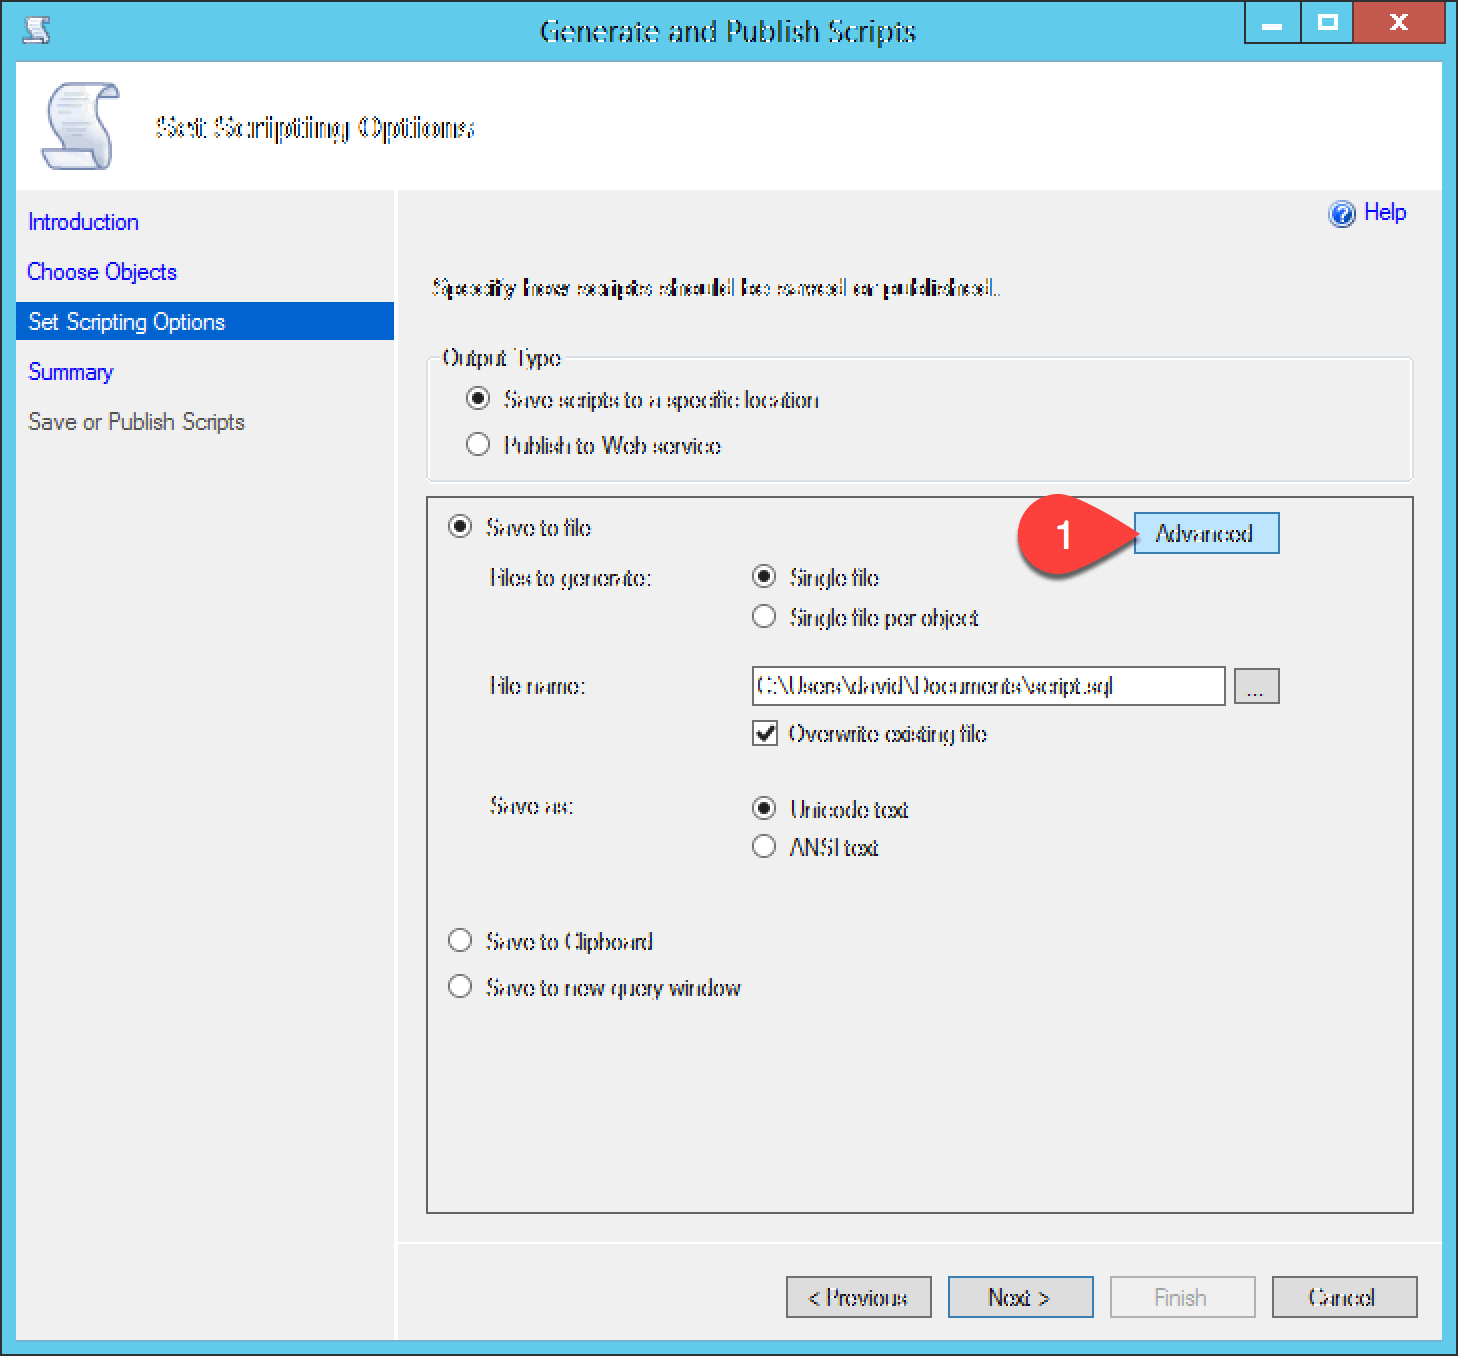 Generate and Publish Scripts
Set Scripting Options
Help
Introduction
Choose Objects
Set Scripting Options
Summary
Save or Publish Scripts
Specify how scripts should be saved or published.
Output Type
Save scripts to a specific location
Publish to Web service
Save to file
1
Advanced
Files to generate:
Single file
Single file per object
File name:
C:\Users\david\Documents\script.sql
...
Overwrite existing file
Save as:
Unicode text
ANSI text
Save to Clipboard
Save to new query window
< Previous
Next >
Finish
Cancel